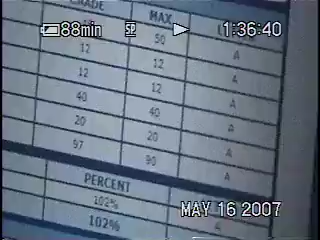 GRADE MAX
88min SP 1:36:40
50 A
12 12 A
12 12 A
40 40 A
20 20 A
97 90 A
PERCENT
102% A
102%
MAY 16 2007